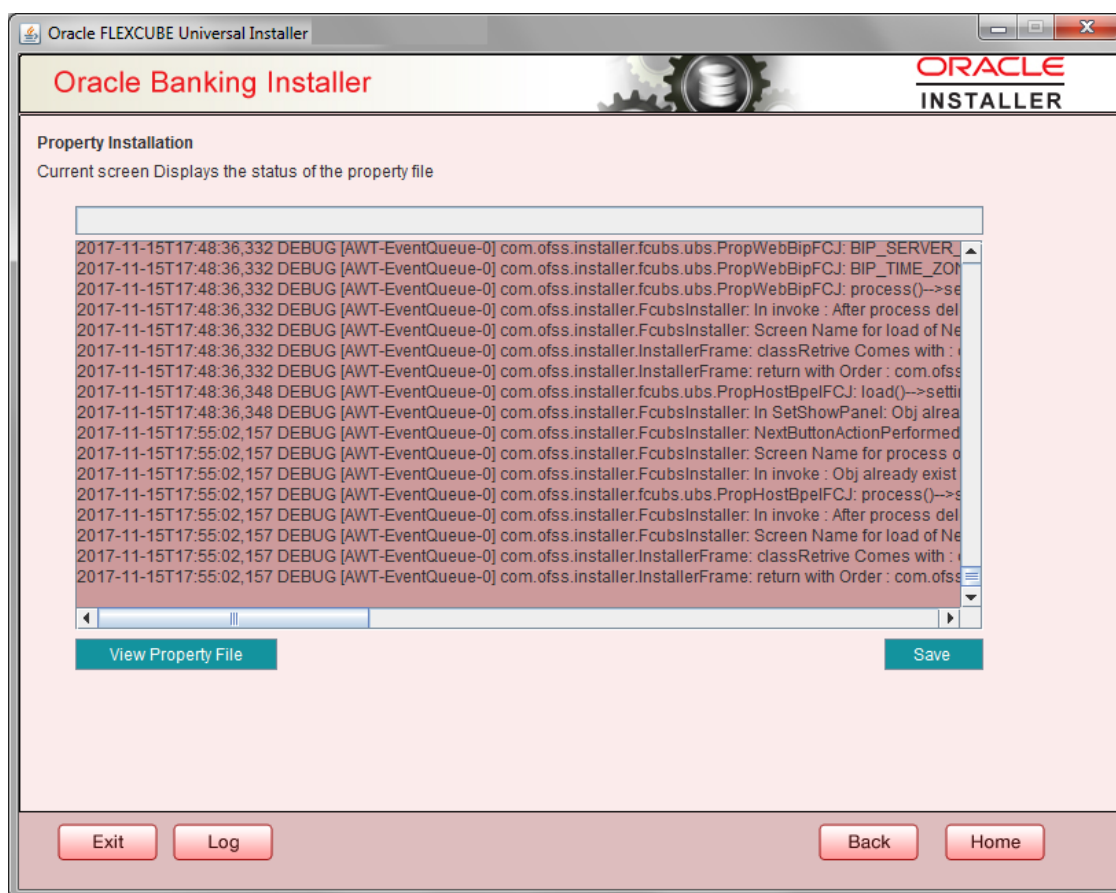 Oracle FLEXCUBE Universal Installer
Oracle Banking Installer
ORACLE
INSTALLER
Property Installation
Current screen Displays the status of the property file
2017-11-15T17:48:36,332 DEBUG [AWT-EventQueue-0] com.ofss.installer.fcubs.ubs.PropWebBipFCJ: BIP_SERVER_
2017-11-15T17:48:36,332 DEBUG [AWT-EventQueue-0] com.ofss.installer.fcubs.ubs.PropWebBipFCJ: BIP_TIME_ZON
2017-11-15T17:48:36,332 DEBUG [AWT-EventQueue-0] com.ofss.installer.fcubs.ubs.PropWebBipFCJ: process()-->se
2017-11-15T17:48:36,332 DEBUG [AWT-EventQueue-0] com.ofss.installer.FcubsInstaller: In invoke : After process del
2017-11-15T17:48:36,332 DEBUG [AWT-EventQueue-0] com.ofss.installer.FcubsInstaller: Screen Name for load of Ne
2017-11-15T17:48:36,332 DEBUG [AWT-EventQueue-0] com.ofss.installer.InstallerFrame: classRetrive Comes with :
2017-11-15T17:48:36,332 DEBUG [AWT-EventQueue-0] com.ofss.installer.InstallerFrame: return with Order : com.ofss
2017-11-15T17:48:36,348 DEBUG [AWT-EventQueue-0] com.ofss.installer.fcubs.ubs.PropHostBpelFCJ: load()-->settin
2017-11-15T17:48:36,348 DEBUG [AWT-EventQueue-0] com.ofss.installer.FcubsInstaller: In SetShowPanel: Obj alrea
2017-11-15T17:55:02,157 DEBUG [AWT-EventQueue-0] com.ofss.installer.FcubsInstaller: NextButtonActionPerformed
2017-11-15T17:55:02,157 DEBUG [AWT-EventQueue-0] com.ofss.installer.FcubsInstaller: Screen Name for process o
2017-11-15T17:55:02,157 DEBUG [AWT-EventQueue-0] com.ofss.installer.FcubsInstaller: In invoke : Obj already exist
2017-11-15T17:55:02,157 DEBUG [AWT-EventQueue-0] com.ofss.installer.fcubs.ubs.PropHostBpelFCJ: process()-->s
2017-11-15T17:55:02,157 DEBUG [AWT-EventQueue-0] com.ofss.installer.FcubsInstaller: In invoke : After process del
2017-11-15T17:55:02,157 DEBUG [AWT-EventQueue-0] com.ofss.installer.FcubsInstaller: Screen Name for load of Ne
2017-11-15T17:55:02,157 DEBUG [AWT-EventQueue-0] com.ofss.installer.InstallerFrame: classRetrive Comes with :
2017-11-15T17:55:02,157 DEBUG [AWT-EventQueue-0] com.ofss.installer.InstallerFrame: return with Order : com.ofss
View Property File
Save
Exit
Log
Back
Home